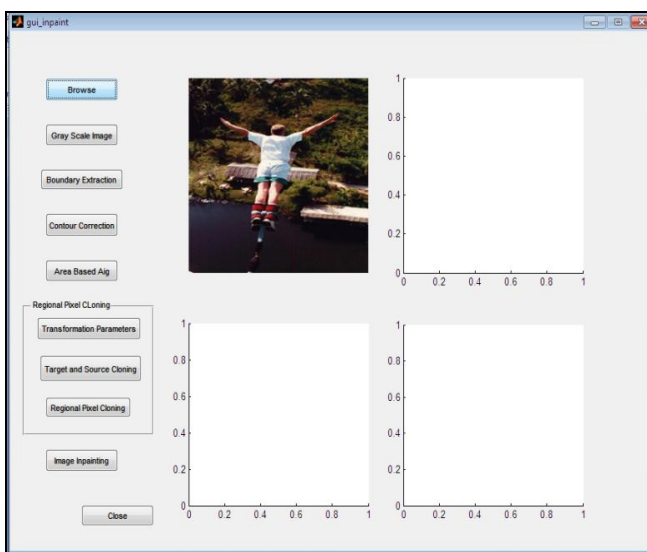 gui_inpaint
Browse
Gray Scale Image
Boundary Extraction
Contour Correction
Area Based Aig
Regional Pixel CLoning
Transformation Parameters
Target and Source Cloning
Regional Pixel Cloning
Image Inpainting
Close
1
0.8
0.6
0.4
0.2
0
0 0.2 0.4 0.6 0.8 1
1
0.8
0.6
0.4
0.2
0
0 0.2 0.4 0.6 0.8 1
1
0.8
0.6
0.4
0.2
0
0 0.2 0.4 0.6 0.8 1